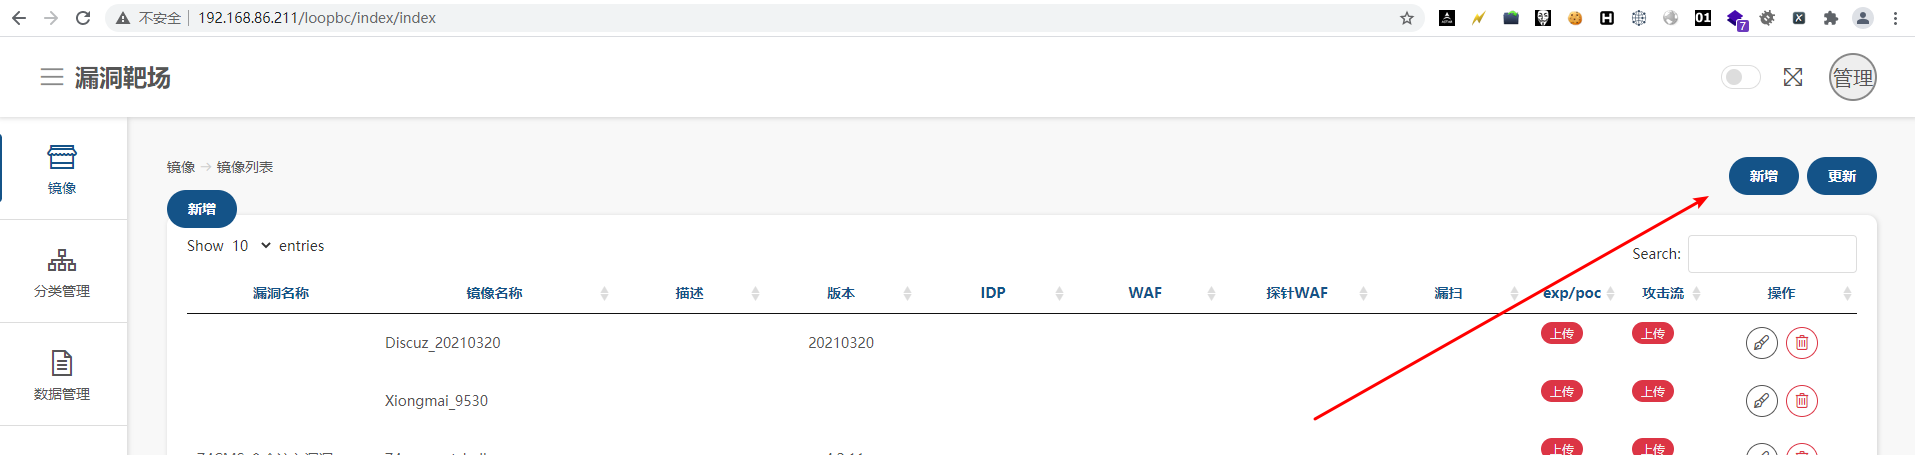 不安全 192.168.86.211/loopbc/index/index
01
7
漏洞靶场
管理
镜像
分类管理
数据管理
镜像 → 镜像列表
新增 更新
新增
Show 10 entries
Search:
漏洞名称 镜像名称 描述 版本 IDP WAF 探针WAF 漏扫 exp/poc 攻击流 操作
Discuz_20210320 20210320 上传 上传
Xiongmai_9530 上传 上传
上传 上传